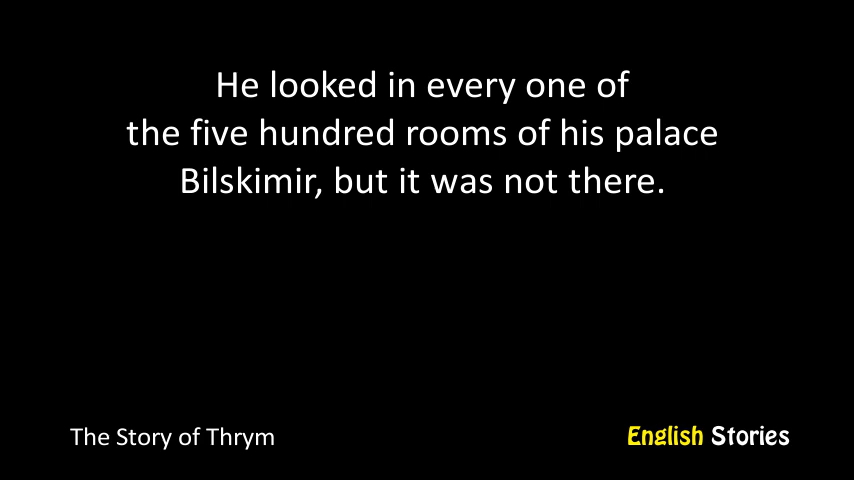 He looked in every one of
the five hundred rooms of his palace
Bilskimir, but it was not there.
The Story of Thrym
English Stories